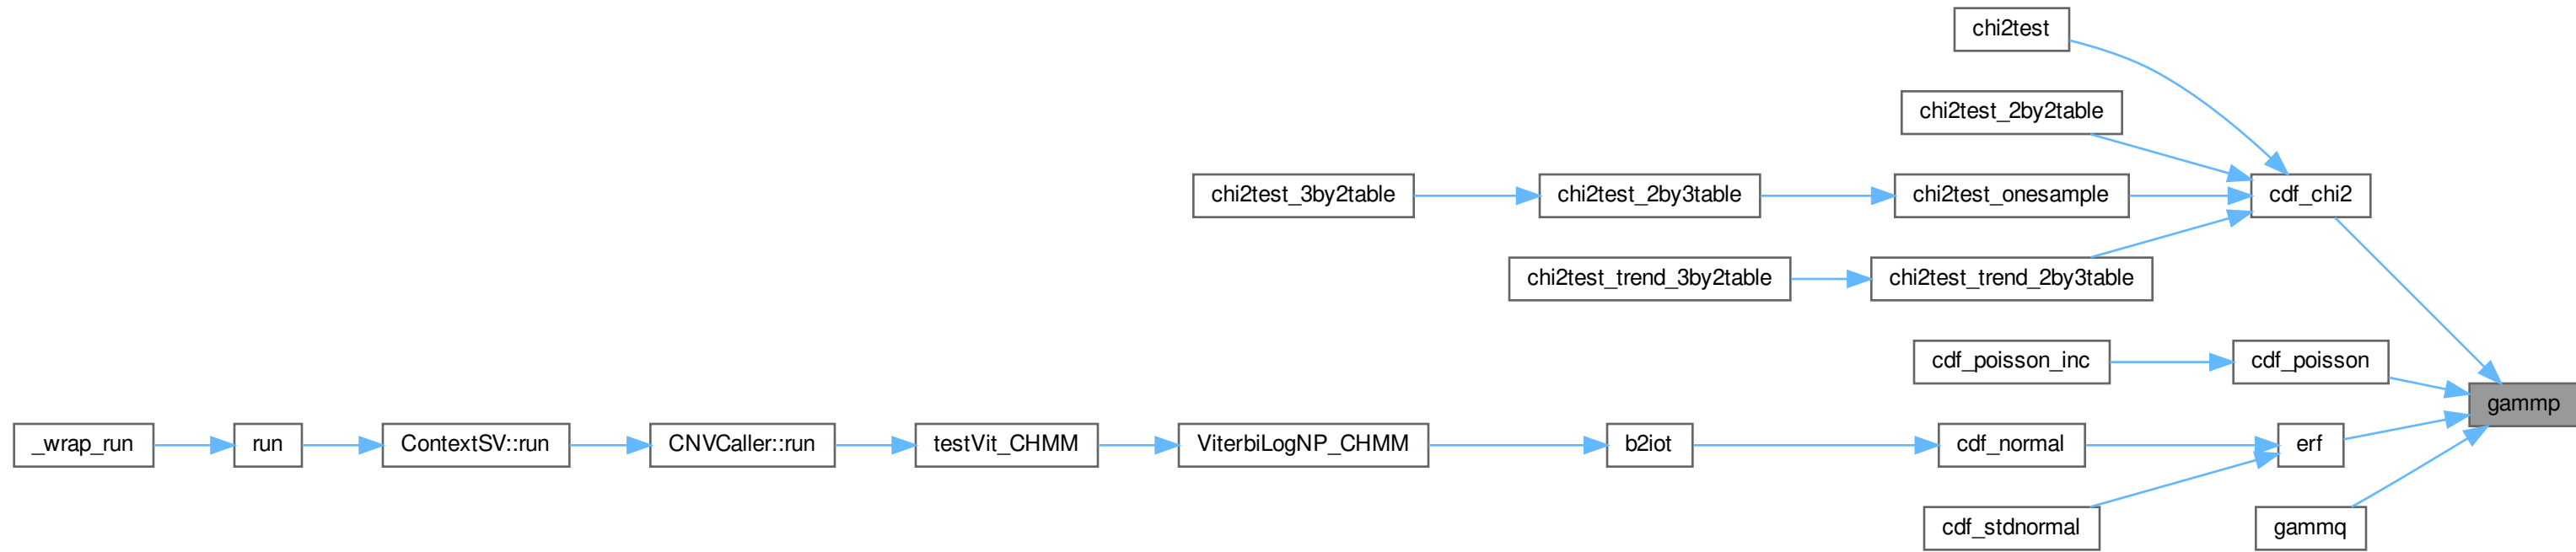 chi2test
chi2test_2by2table
chi2test_3by2table
chi2test_2by3table
chi2test_onesample
cdf_chi2
chi2test_trend_3by2table
chi2test_trend_2by3table
cdf_poisson_inc
cdf_poisson
gammp
_wrap_run
run
ContextSV::run
CNVCaller::run
testVit_CHMM
ViterbiLogNP_CHMM
b2iot
cdf_normal
erf
cdf_stdnormal
gammq